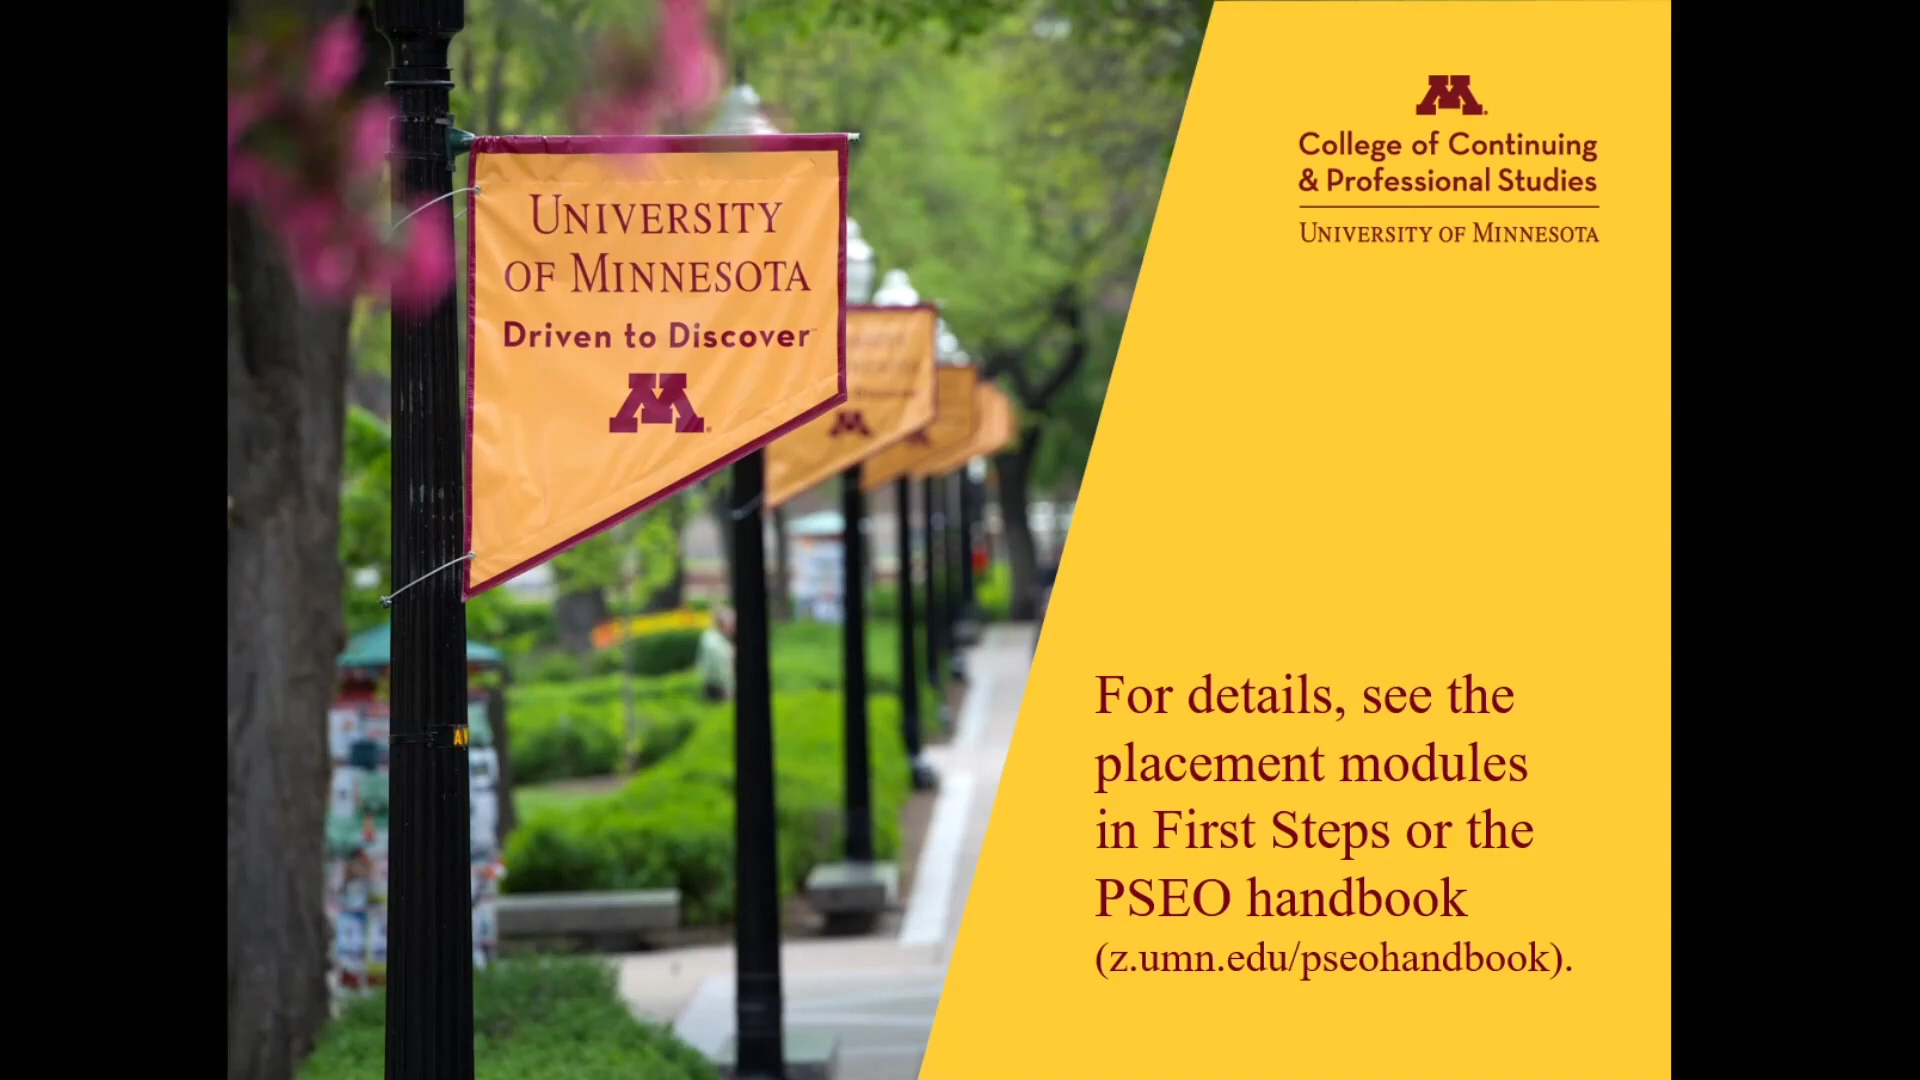 UNIVERSITY
OF MINNESOTA
Driven to Discover
M
M
College of Continuing
& Professional Studies
UNIVERSITY OF MINNESOTA
For details, see the
placement modules
in First Steps or the
PSEO handbook
(z.umn.edu/pseohandbook).